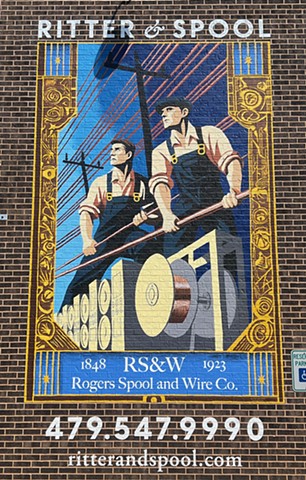 RITTER & SPOOL
1848 RS&W 1923
Rogers Spool and Wire Co.
479.547.9990
ritterandspool.com